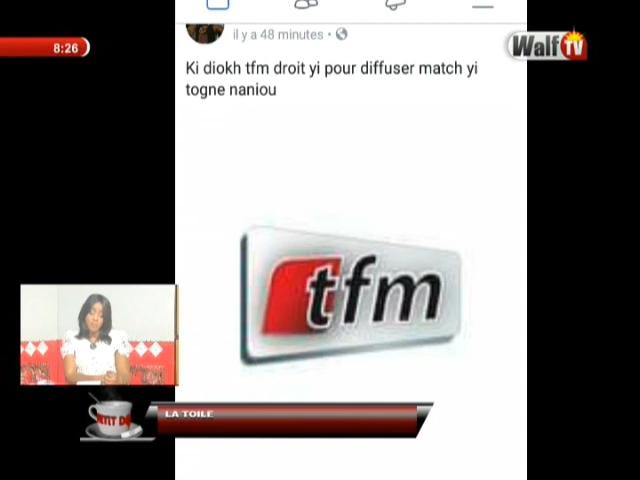 8:26
il y a 48 minutes •
Walf TV
Ki diokh tfm droit yi pour diffuser match yi
togne naniou
tfm
LA TOILE